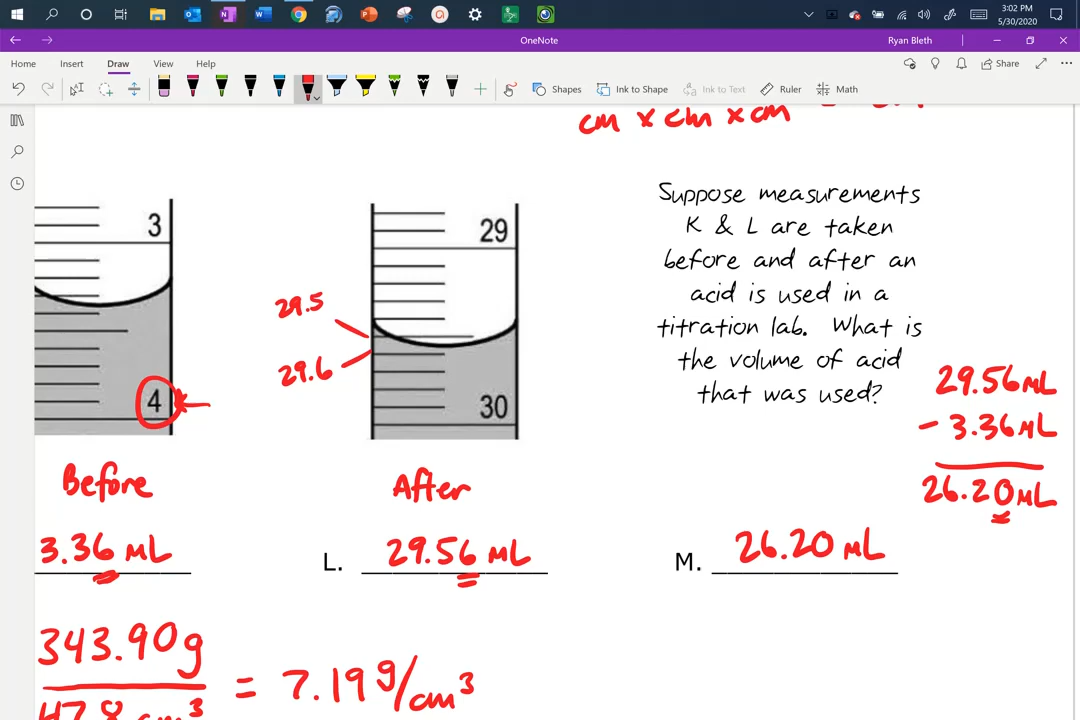 3:02 PM
5/30/2020
OneNote
Ryan Bleth
Home Insert Draw View Help
Share
Shapes Ink to Shape Ink to Text Ruler Math
cm x cm x cm
3
4
Before
3.36 mL
29.5
29.6
29
30
After
L. 29.56 mL
Suppose measurements
K & L are taken
before and after an
acid is used in a
titration lab. What is
the volume of acid
that was used?
29.56 mL
- 3.36 mL
26.20 mL
M. 26.20 mL
343.90g
47.8 cm³
= 7.19 g/cm³